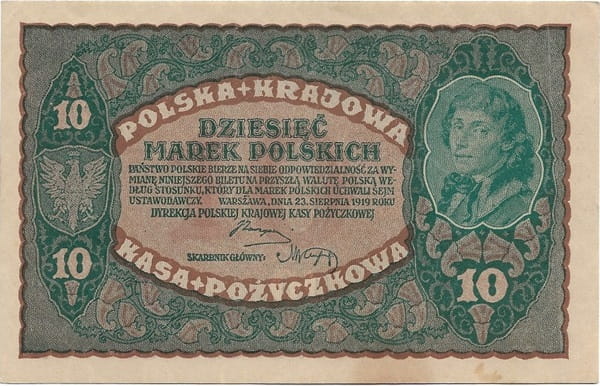 POLSKA+KRAJOWA
DZIESIĘĆ
MAREK POLSKICH
PAŃSTWO POLSKIE BIERZE NA SIEBIE ODPOWIEDZIALNOŚĆ ZA WY-
MIANĘ NINIEJSZEGO BILETU NA PRZYSZŁĄ WALUTĘ POLSKĄ WE-
DŁUG STOSUNKU, KTÓRY DLA MAREK POLSKICH UCHWALI SEJM
USTAWODAWCZY. WARSZAWA, DNIA 23. SIERPNIA 1919 ROKU
DYREKCJA POLSKIEJ KRAJOWEJ KASY POŻYCZKOWEJ
SKARBNIK GŁÓWNY:
KASA+POŻYCZKOWA
10
10
10